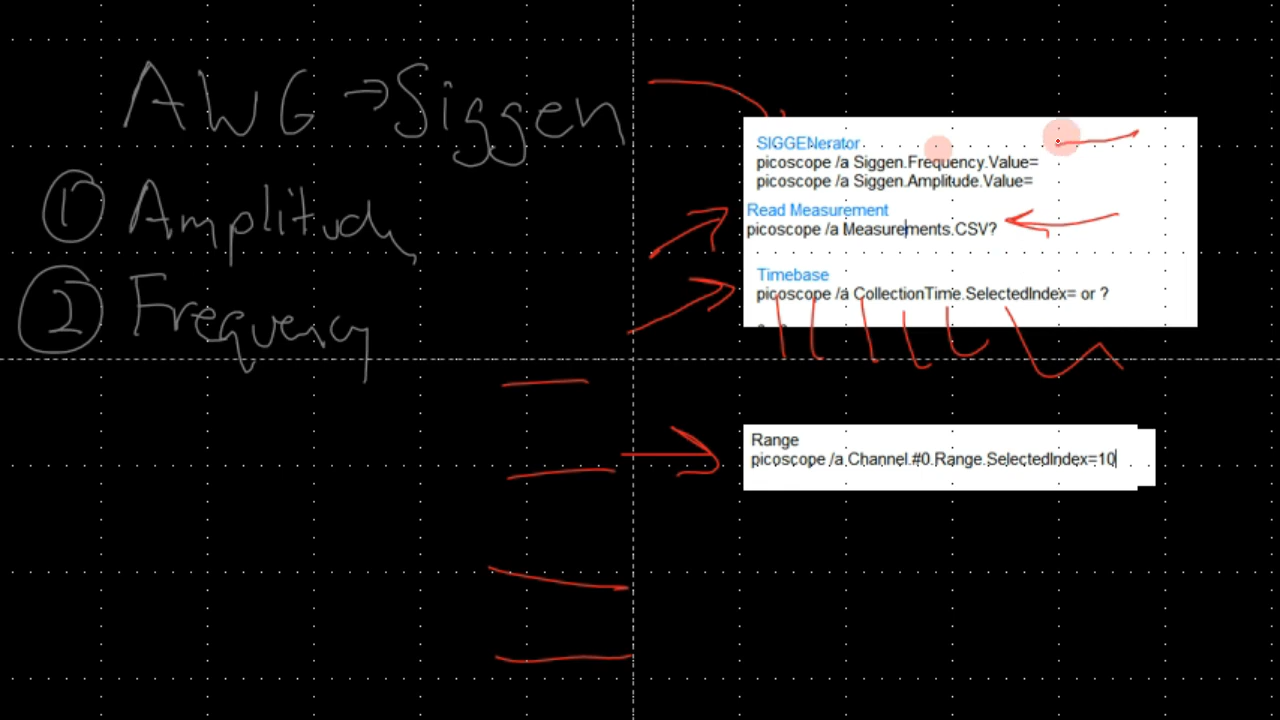 AWG → Siggen
① Amplitude
② Frequency
SIGGENerator
picoscope /a Siggen.Frequency.Value=
picoscope /a Siggen.Amplitude.Value=
Read Measurement
picoscope /a Measurements.CSV?
Timebase
picoscope /a CollectionTime.SelectedIndex= or ?
Range
picoscope /a Channel.#0.Range.SelectedIndex=10